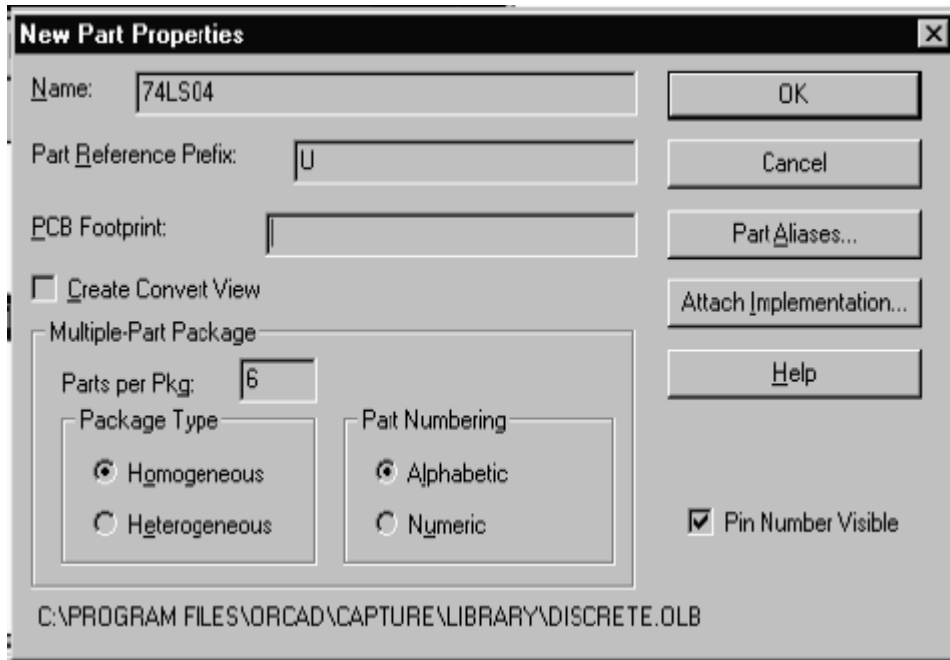 New Part Properties
Name: 74LS04
OK
Part Reference Prefix: U
Cancel
PCB Footprint:
Part Aliases...
Create Convert View
Attach Implementation...
Multiple-Part Package
Parts per Pkg: 6
Help
Package Type
Part Numbering
Homogeneous
Alphabetic
Heterogeneous
Numeric
Pin Number Visible
C:\PROGRAM FILES\ORCAD\CAPTURE\LIBRARY\DISCRETE.OLB